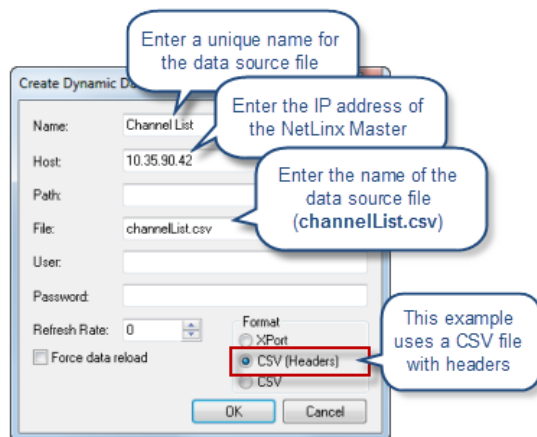 Enter a unique name for
the data source file
Create Dynamic
Name: Channel List
Enter the IP address of
the NetLinx Master
Host: 10.35.90.42
Enter the name of the
data source file
(channelList.csv)
Path:
File: channelList.csv
User:
Password:
Refresh Rate: 0
Format
XPort
Force data reload
CSV (Headers)
CSV
This example
uses a CSV file
with headers
OK
Cancel